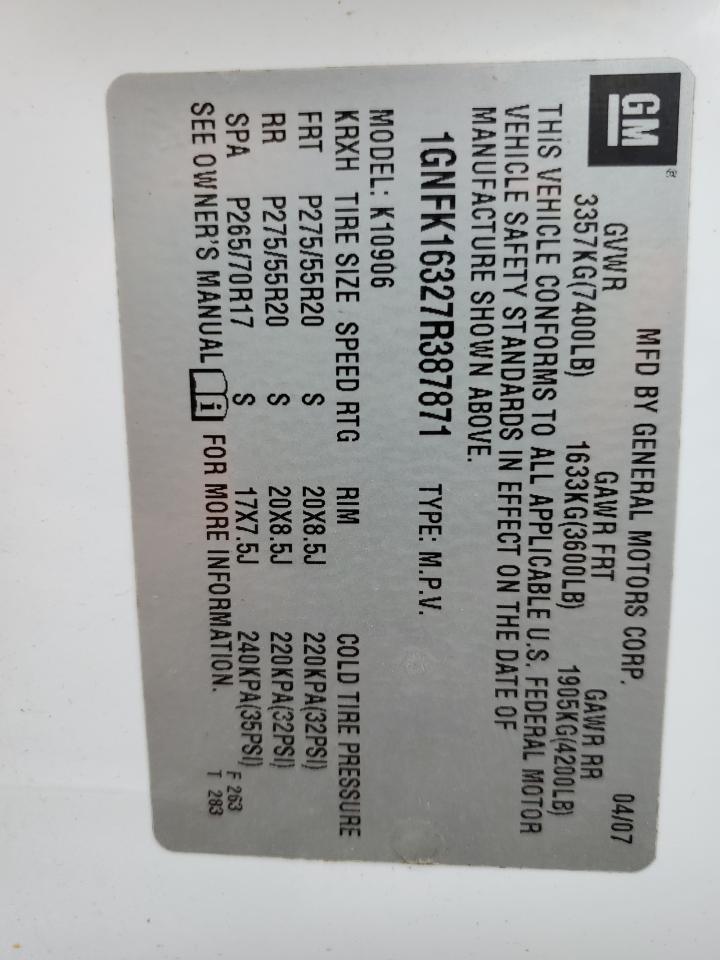 GM®
MFD BY GENERAL MOTORS CORP. 04/07
GVWR GAWR FRT GAWR RR
3357KG(7400LB) 1633KG(3600LB) 1905KG(4200LB)
THIS VEHICLE CONFORMS TO ALL APPLICABLE U.S. FEDERAL MOTOR
VEHICLE SAFETY STANDARDS IN EFFECT ON THE DATE OF
MANUFACTURE SHOWN ABOVE.
1GNFK16327R387871 TYPE: M.P.V.
MODEL: K10906
KRXH TIRE SIZE SPEED RTG RIM COLD TIRE PRESSURE
FRT P275/55R20 S 20X8.5J 220KPA(32PSI)
RR P275/55R20 S 20X8.5J 220KPA(32PSI)
SPA P265/70R17 S 17X7.5J 240KPA(35PSI)
SEE OWNER'S MANUAL i FOR MORE INFORMATION.
F 263
T 283